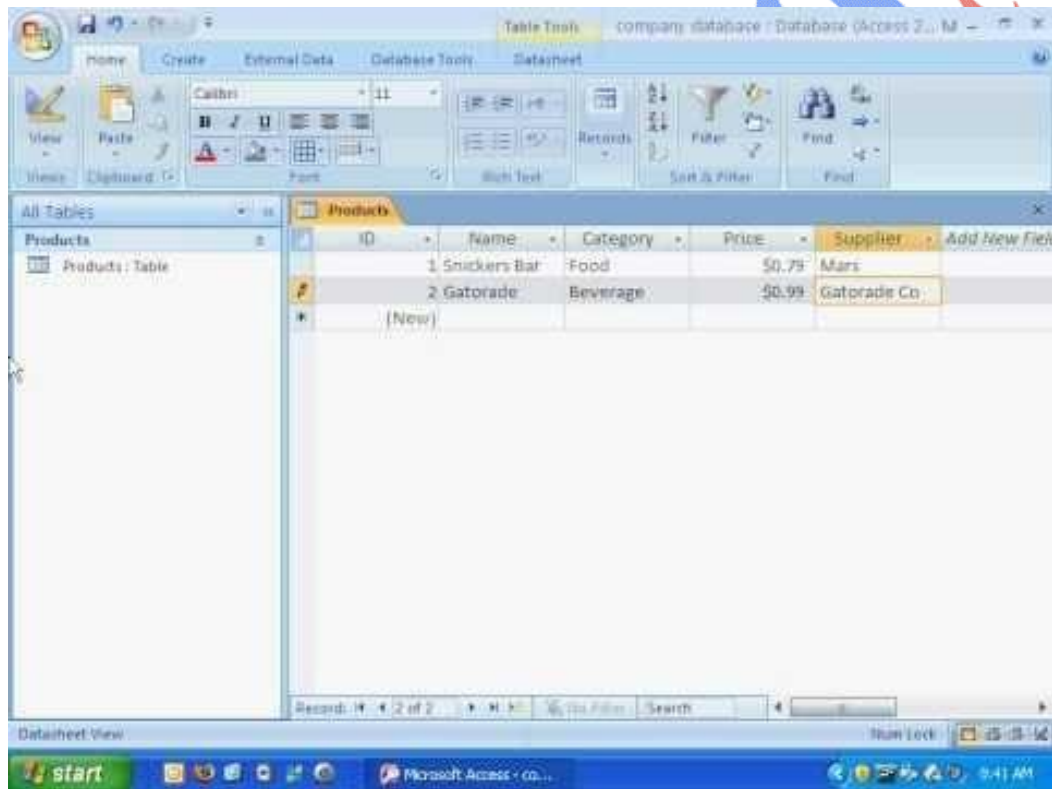 Table Tools company database : Database (Access 2...
Home Create External Data Database Tools Datasheet
Calibri 11
View Paste B I U Records Filter Find
Views Clipboard Font Rich Text Sort & Filter Find
All Tables Products
Products ID Name Category Price Supplier Add New Fiel
Products : Table 1 Snickers Bar Food $0.79 Mars
2 Gatorade Beverage $0.99 Gatorade Co
(New)
Record: 2 of 2 No Filter Search
Datasheet View Num Lock
start Microsoft Access - co... 9:41 AM